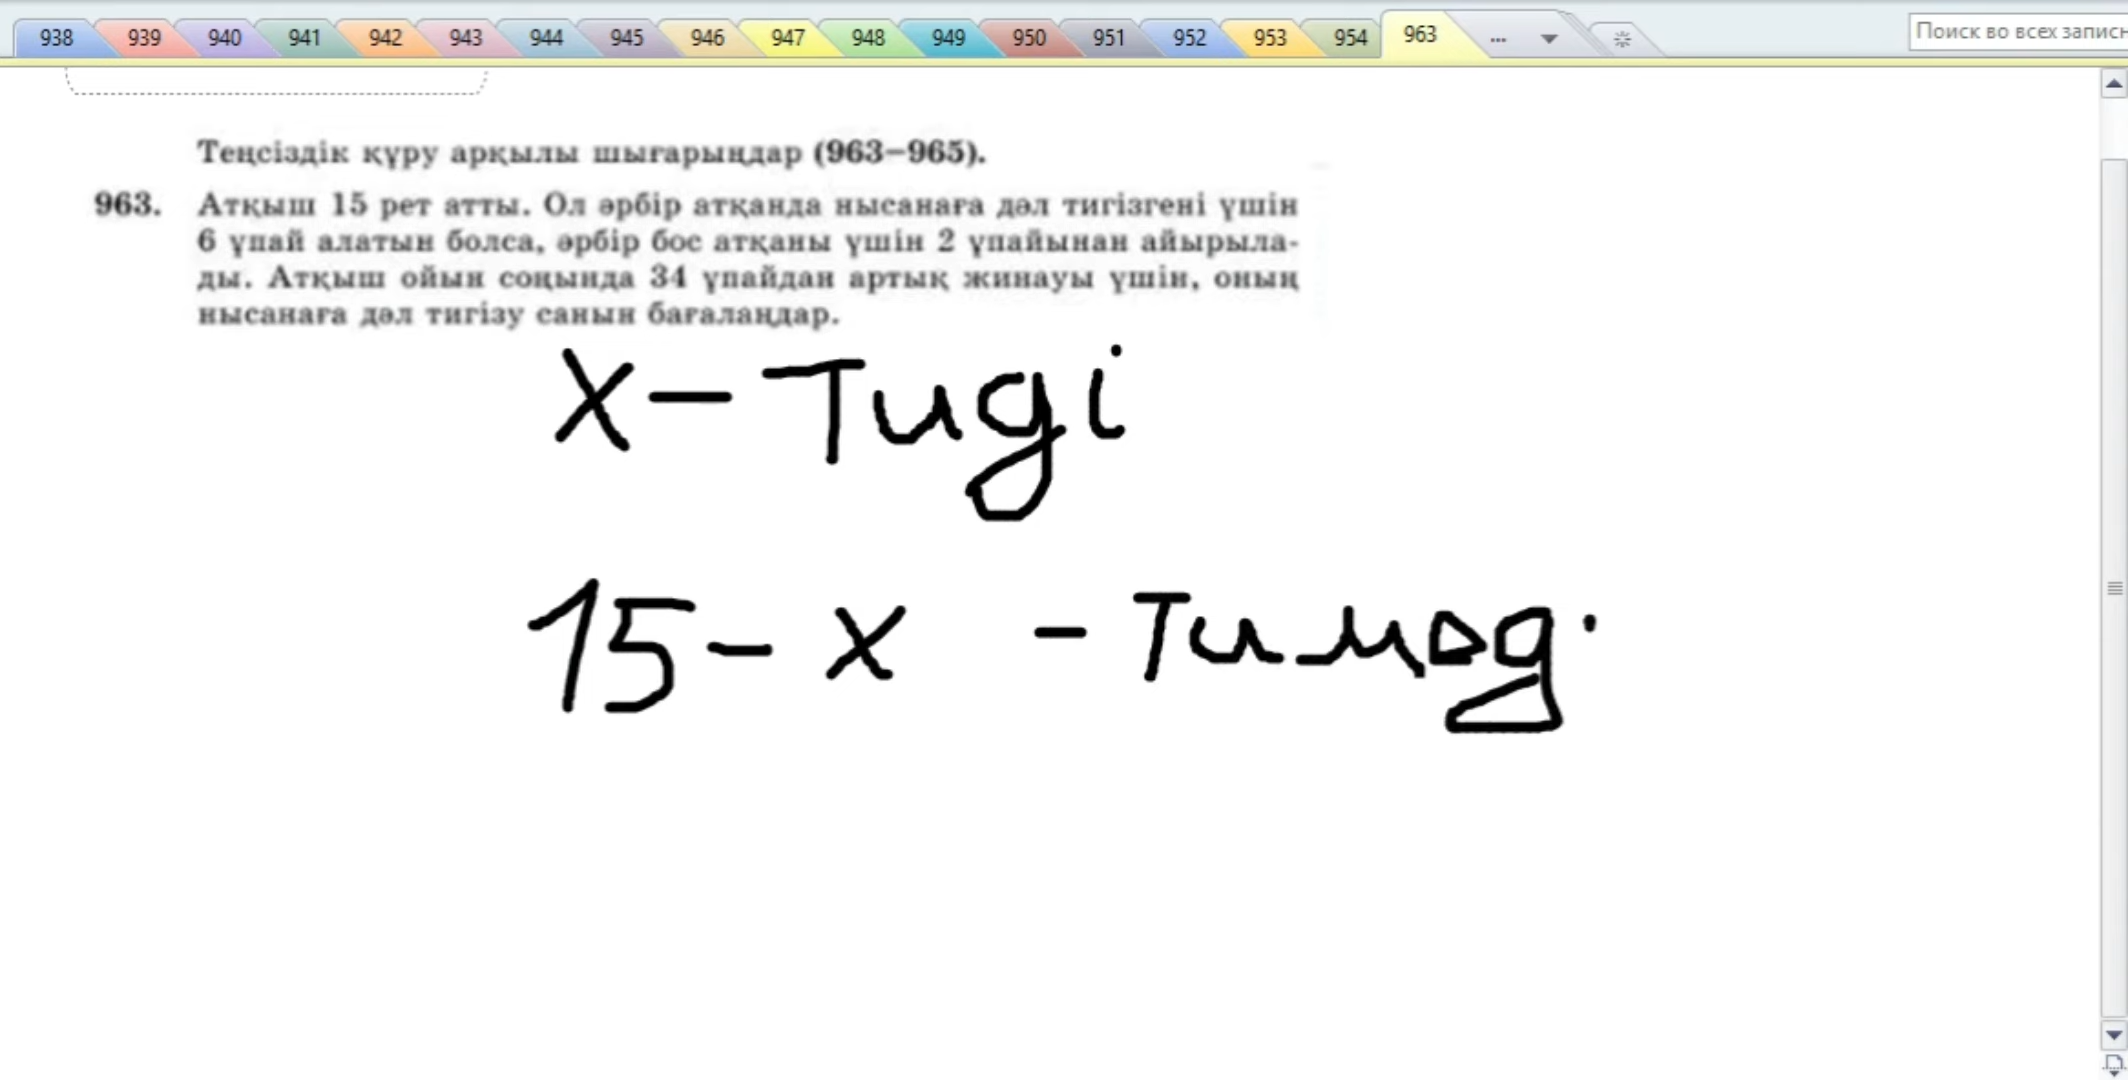 938 939 940 941 942 943 944 945 946 947 948 949 950 951 952 953 954 963 ...
Поиск во всех запися
Теңсіздік құру арқылы шығарыңдар (963–965).
963. Атқыш 15 рет атты. Ол әрбір атқанда нысанаға дәл тигізгені үшін
6 ұпай алатын болса, әрбір бос атқаны үшін 2 ұпайынан айырыла-
ды. Атқыш ойын соңында 34 ұпайдан артық жинауы үшін, оның
нысанаға дәл тигізу санын бағалаңдар.
х – Тиді
15 – х – Тимәд